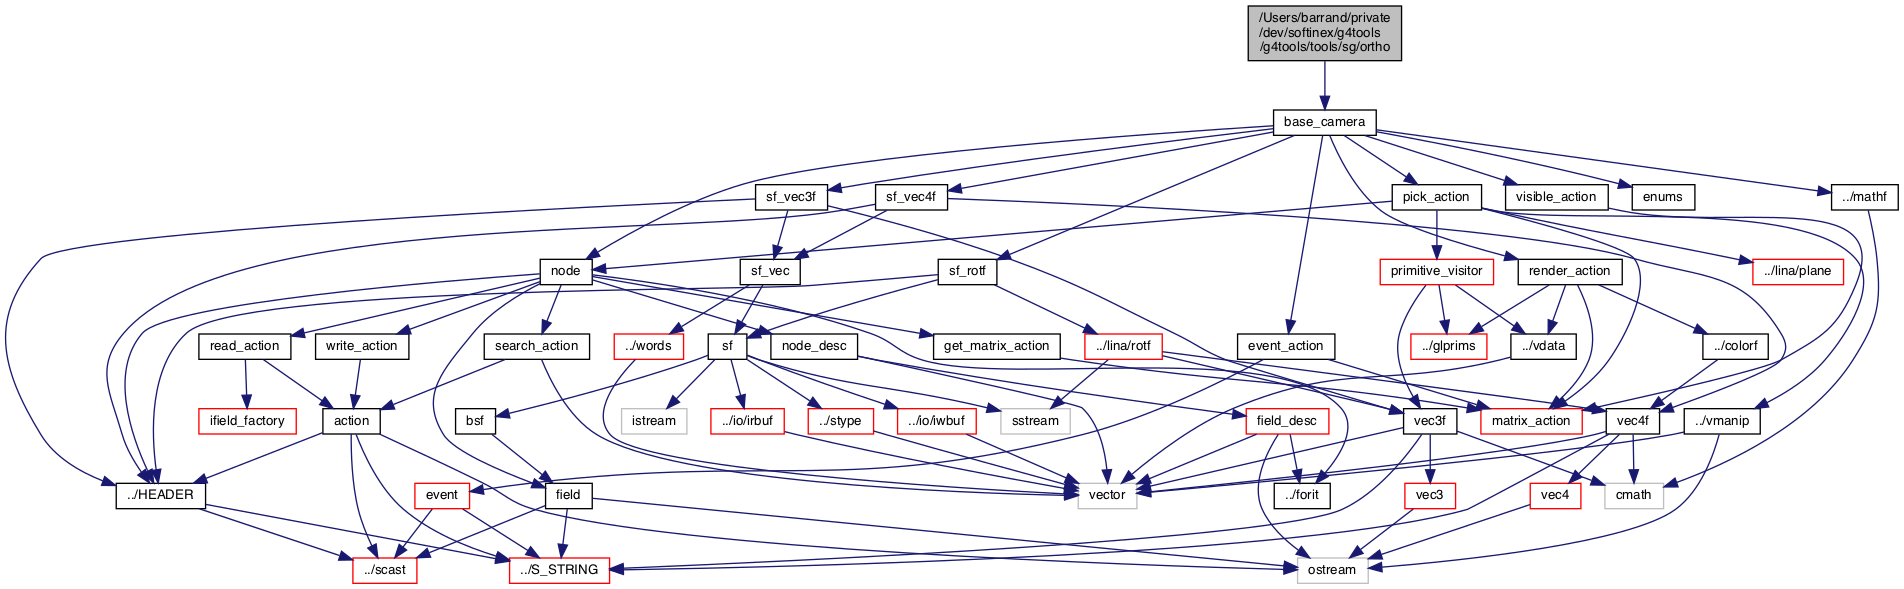 /Users/barrand/private
/dev/softinex/g4tools
/g4tools/tools/sg/ortho
base_camera
sf_vec3f
sf_vec4f
pick_action
visible_action
enums
../mathf
node
sf_vec
sf_rotf
primitive_visitor
render_action
../lina/plane
read_action
write_action
search_action
../words
sf
node_desc
get_matrix_action
../lina/rotf
event_action
../glprims
../vdata
../colorf
ifield_factory
action
bsf
istream
../io/irbuf
../stype
../io/iwbuf
sstream
field_desc
vec3f
matrix_action
vec4f
../vmanip
../HEADER
event
field
vector
../forit
vec3
vec4
cmath
../scast
../S_STRING
ostream